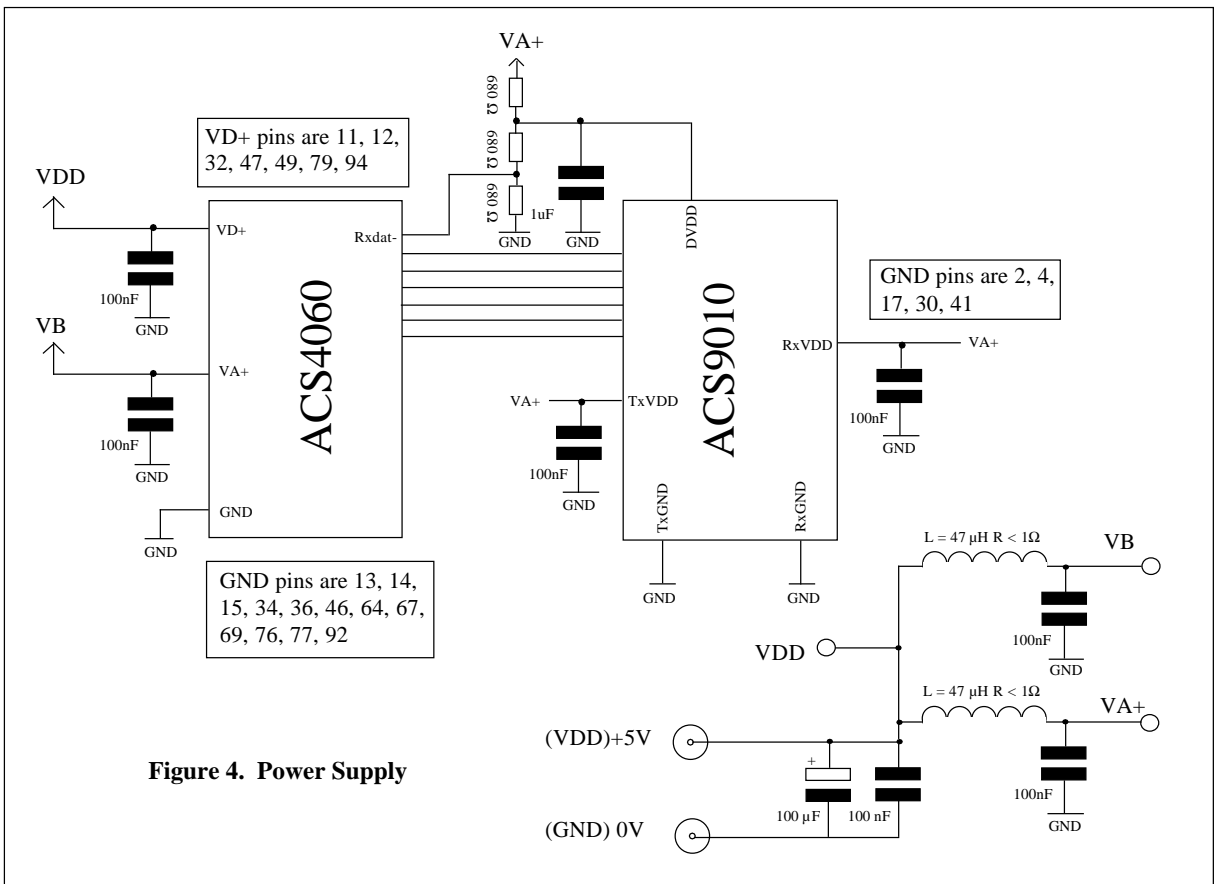 VA+
680 Ω
680 Ω
680 Ω
1uF
GND
GND
VD+ pins are 11, 12,
32, 47, 49, 79, 94
VDD
VD+
Rxdat-
100nF
GND
VB
VA+
100nF
GND
GND
GND
ACS4060
GND pins are 13, 14,
15, 34, 36, 46, 64, 67,
69, 76, 77, 92
DVDD
ACS9010
GND pins are 2, 4,
17, 30, 41
RxVDD
VA+
100nF
GND
VA+
TxVDD
100nF
GND
TxGND
RxGND
GND
GND
L = 47 µH R < 1Ω
VB
100nF
GND
VDD
L = 47 µH R < 1Ω
VA+
100nF
GND
(VDD)+5V
+
100 µF
100 nF
(GND) 0V
Figure 4. Power Supply